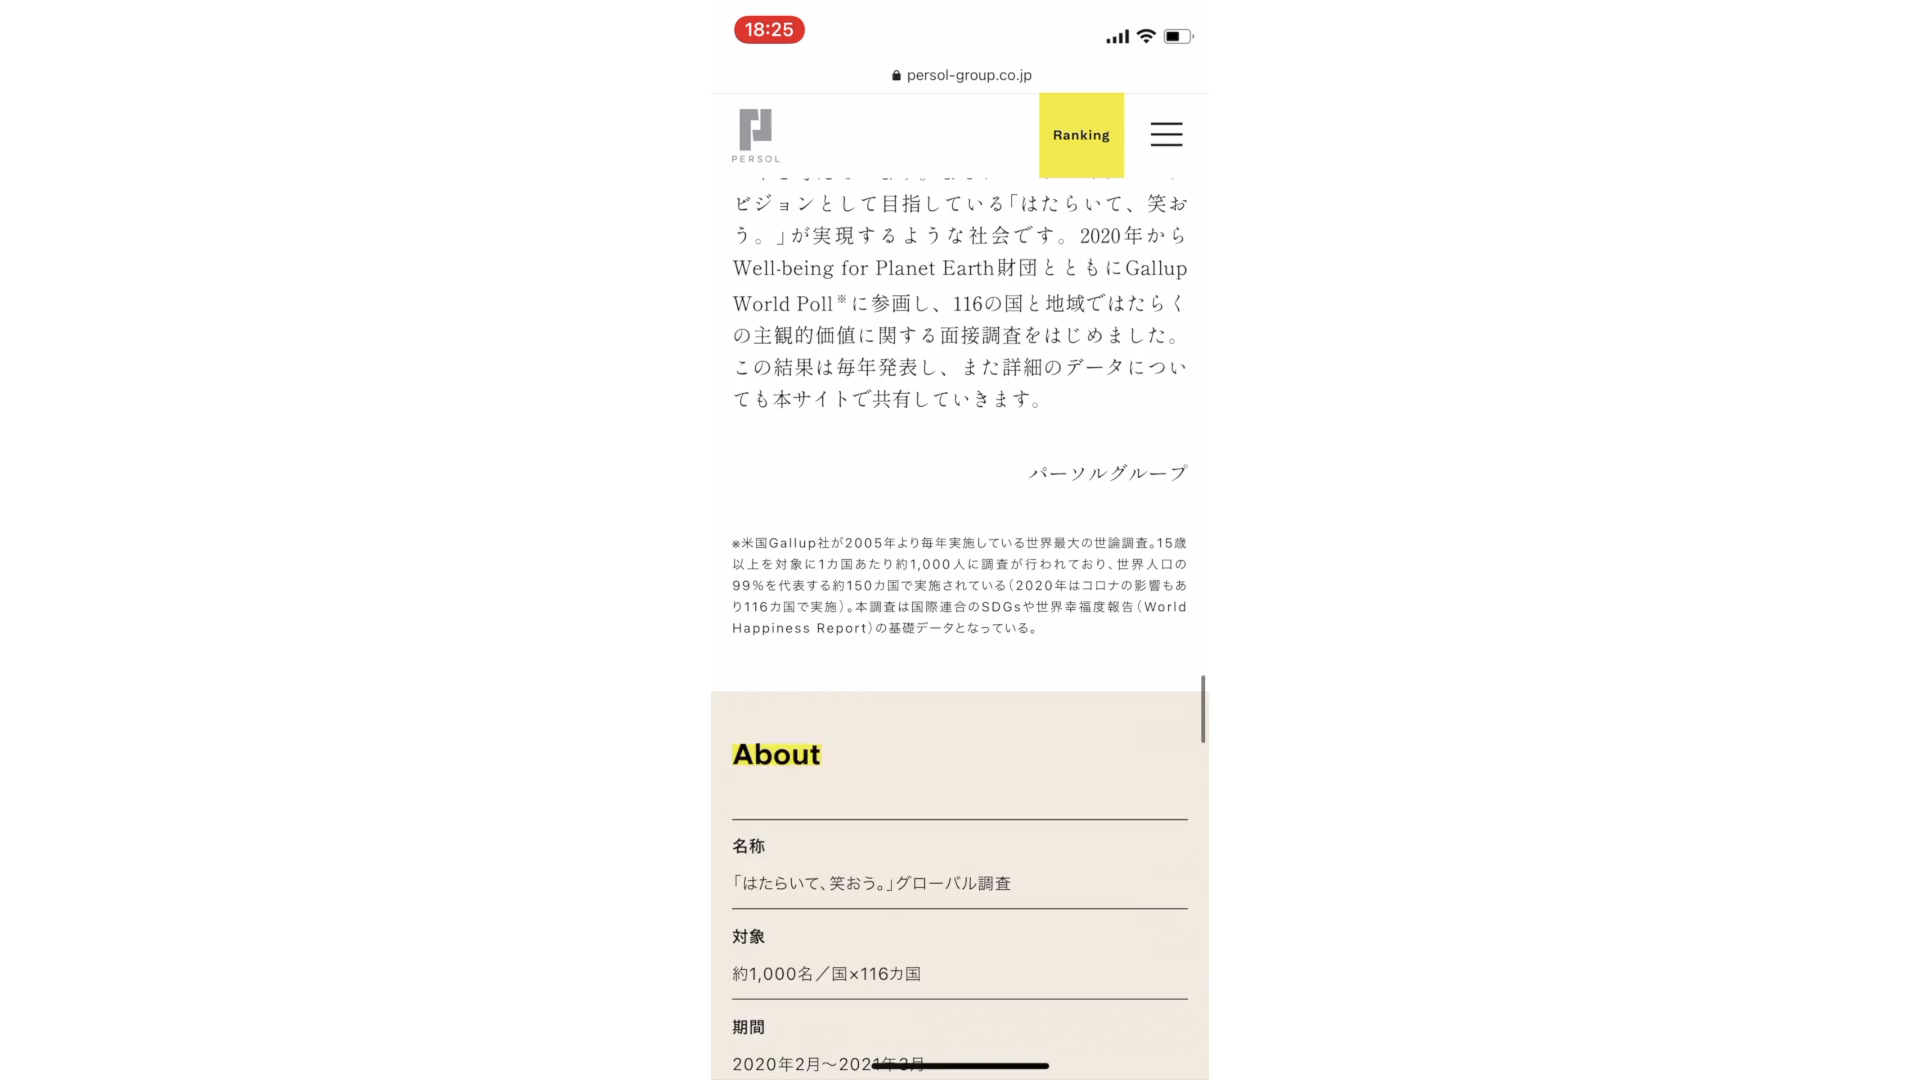 18:25
persol-group.co.jp
PERSOL
Ranking
ビジョンとして目指している「はたらいて、笑お
う。」が実現するような社会です。2020年から
Well-being for Planet Earth財団とともにGallup
World Poll※に参画し、116の国と地域ではたらく
の主観的価値に関する面接調査をはじめました。
この結果は毎年発表し、また詳細のデータについ
ても本サイトで共有していきます。
パーソルグループ
※米国Gallup社が2005年より毎年実施している世界最大の世論調査。15歳
以上を対象に1カ国あたり約1,000人に調査が行われており、世界人口の
99%を代表する約150カ国で実施されている（2020年はコロナの影響もあ
り116カ国で実施）。本調査は国際連合のSDGsや世界幸福度報告（World
Happiness Report）の基礎データとなっている。
About
名称
「はたらいて、笑おう。」グローバル調査
対象
約1,000名／国×116カ国
期間
2020年2月〜2021年3月